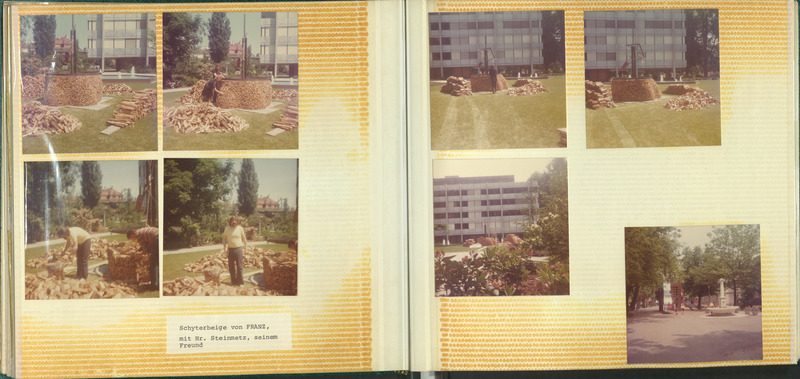 Schyterbeige von FRANZ,
mit Hr. Steinmetz, seinem
Freund